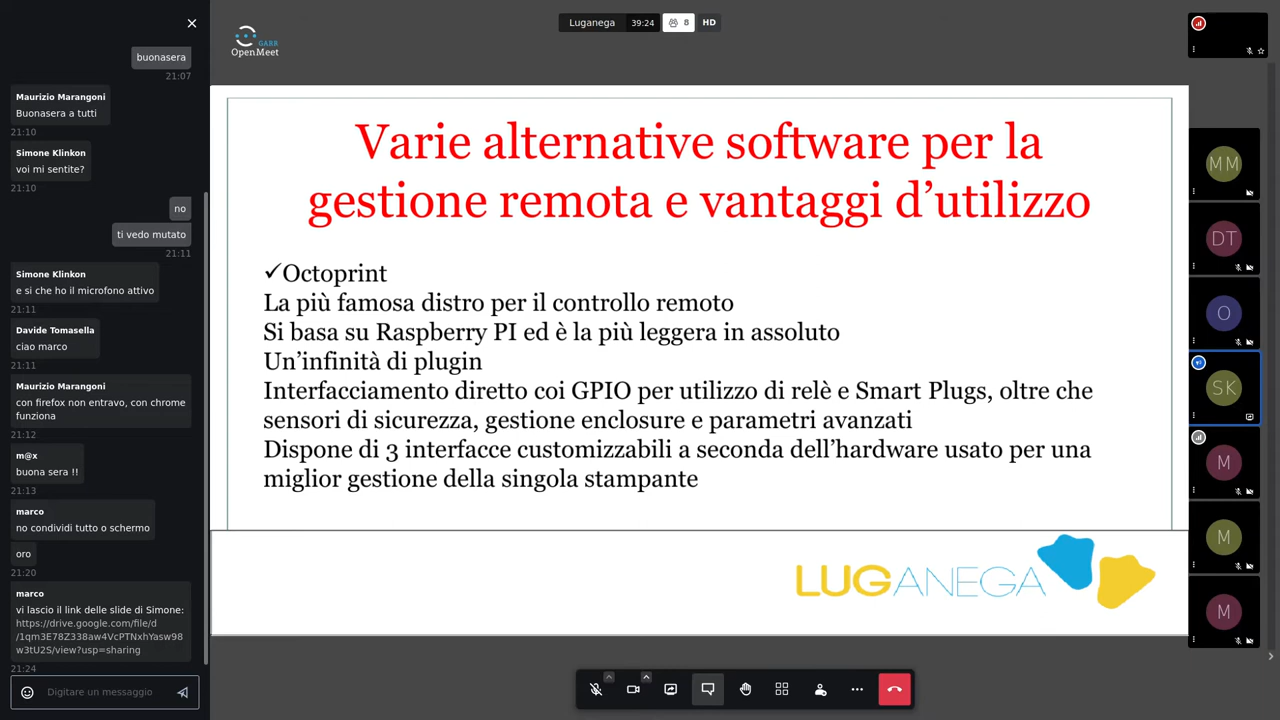 Luganega 39:24 8 HD
GARR
OpenMeet
buonasera
21:07
Maurizio Marangoni
Buonasera a tutti
21:10
Simone Klinkon
voi mi sentite?
21:10
no
ti vedo mutato
21:11
Simone Klinkon
e si che ho il microfono attivo
21:11
Davide Tomasella
ciao marco
21:11
Maurizio Marangoni
con firefox non entravo, con chrome
funziona
21:12
m@x
buona sera !!
21:13
marco
no condividi tutto o schermo
oro
21:20
marco
vi lascio il link delle slide di Simone:
https://drive.google.com/file/d
/1qm3E78Z338aw4VcPTNxhYasw98
w3tU2S/view?usp=sharing
21:24
Digitare un messaggio
Varie alternative software per la
gestione remota e vantaggi d’utilizzo
✓Octoprint
La più famosa distro per il controllo remoto
Si basa su Raspberry PI ed è la più leggera in assoluto
Un’infinità di plugin
Interfacciamento diretto coi GPIO per utilizzo di relè e Smart Plugs, oltre che
sensori di sicurezza, gestione enclosure e parametri avanzati
Dispone di 3 interfacce customizzabili a seconda dell’hardware usato per una
miglior gestione della singola stampante
LUGANEGA
MM
DT
O
SK
M
M
M